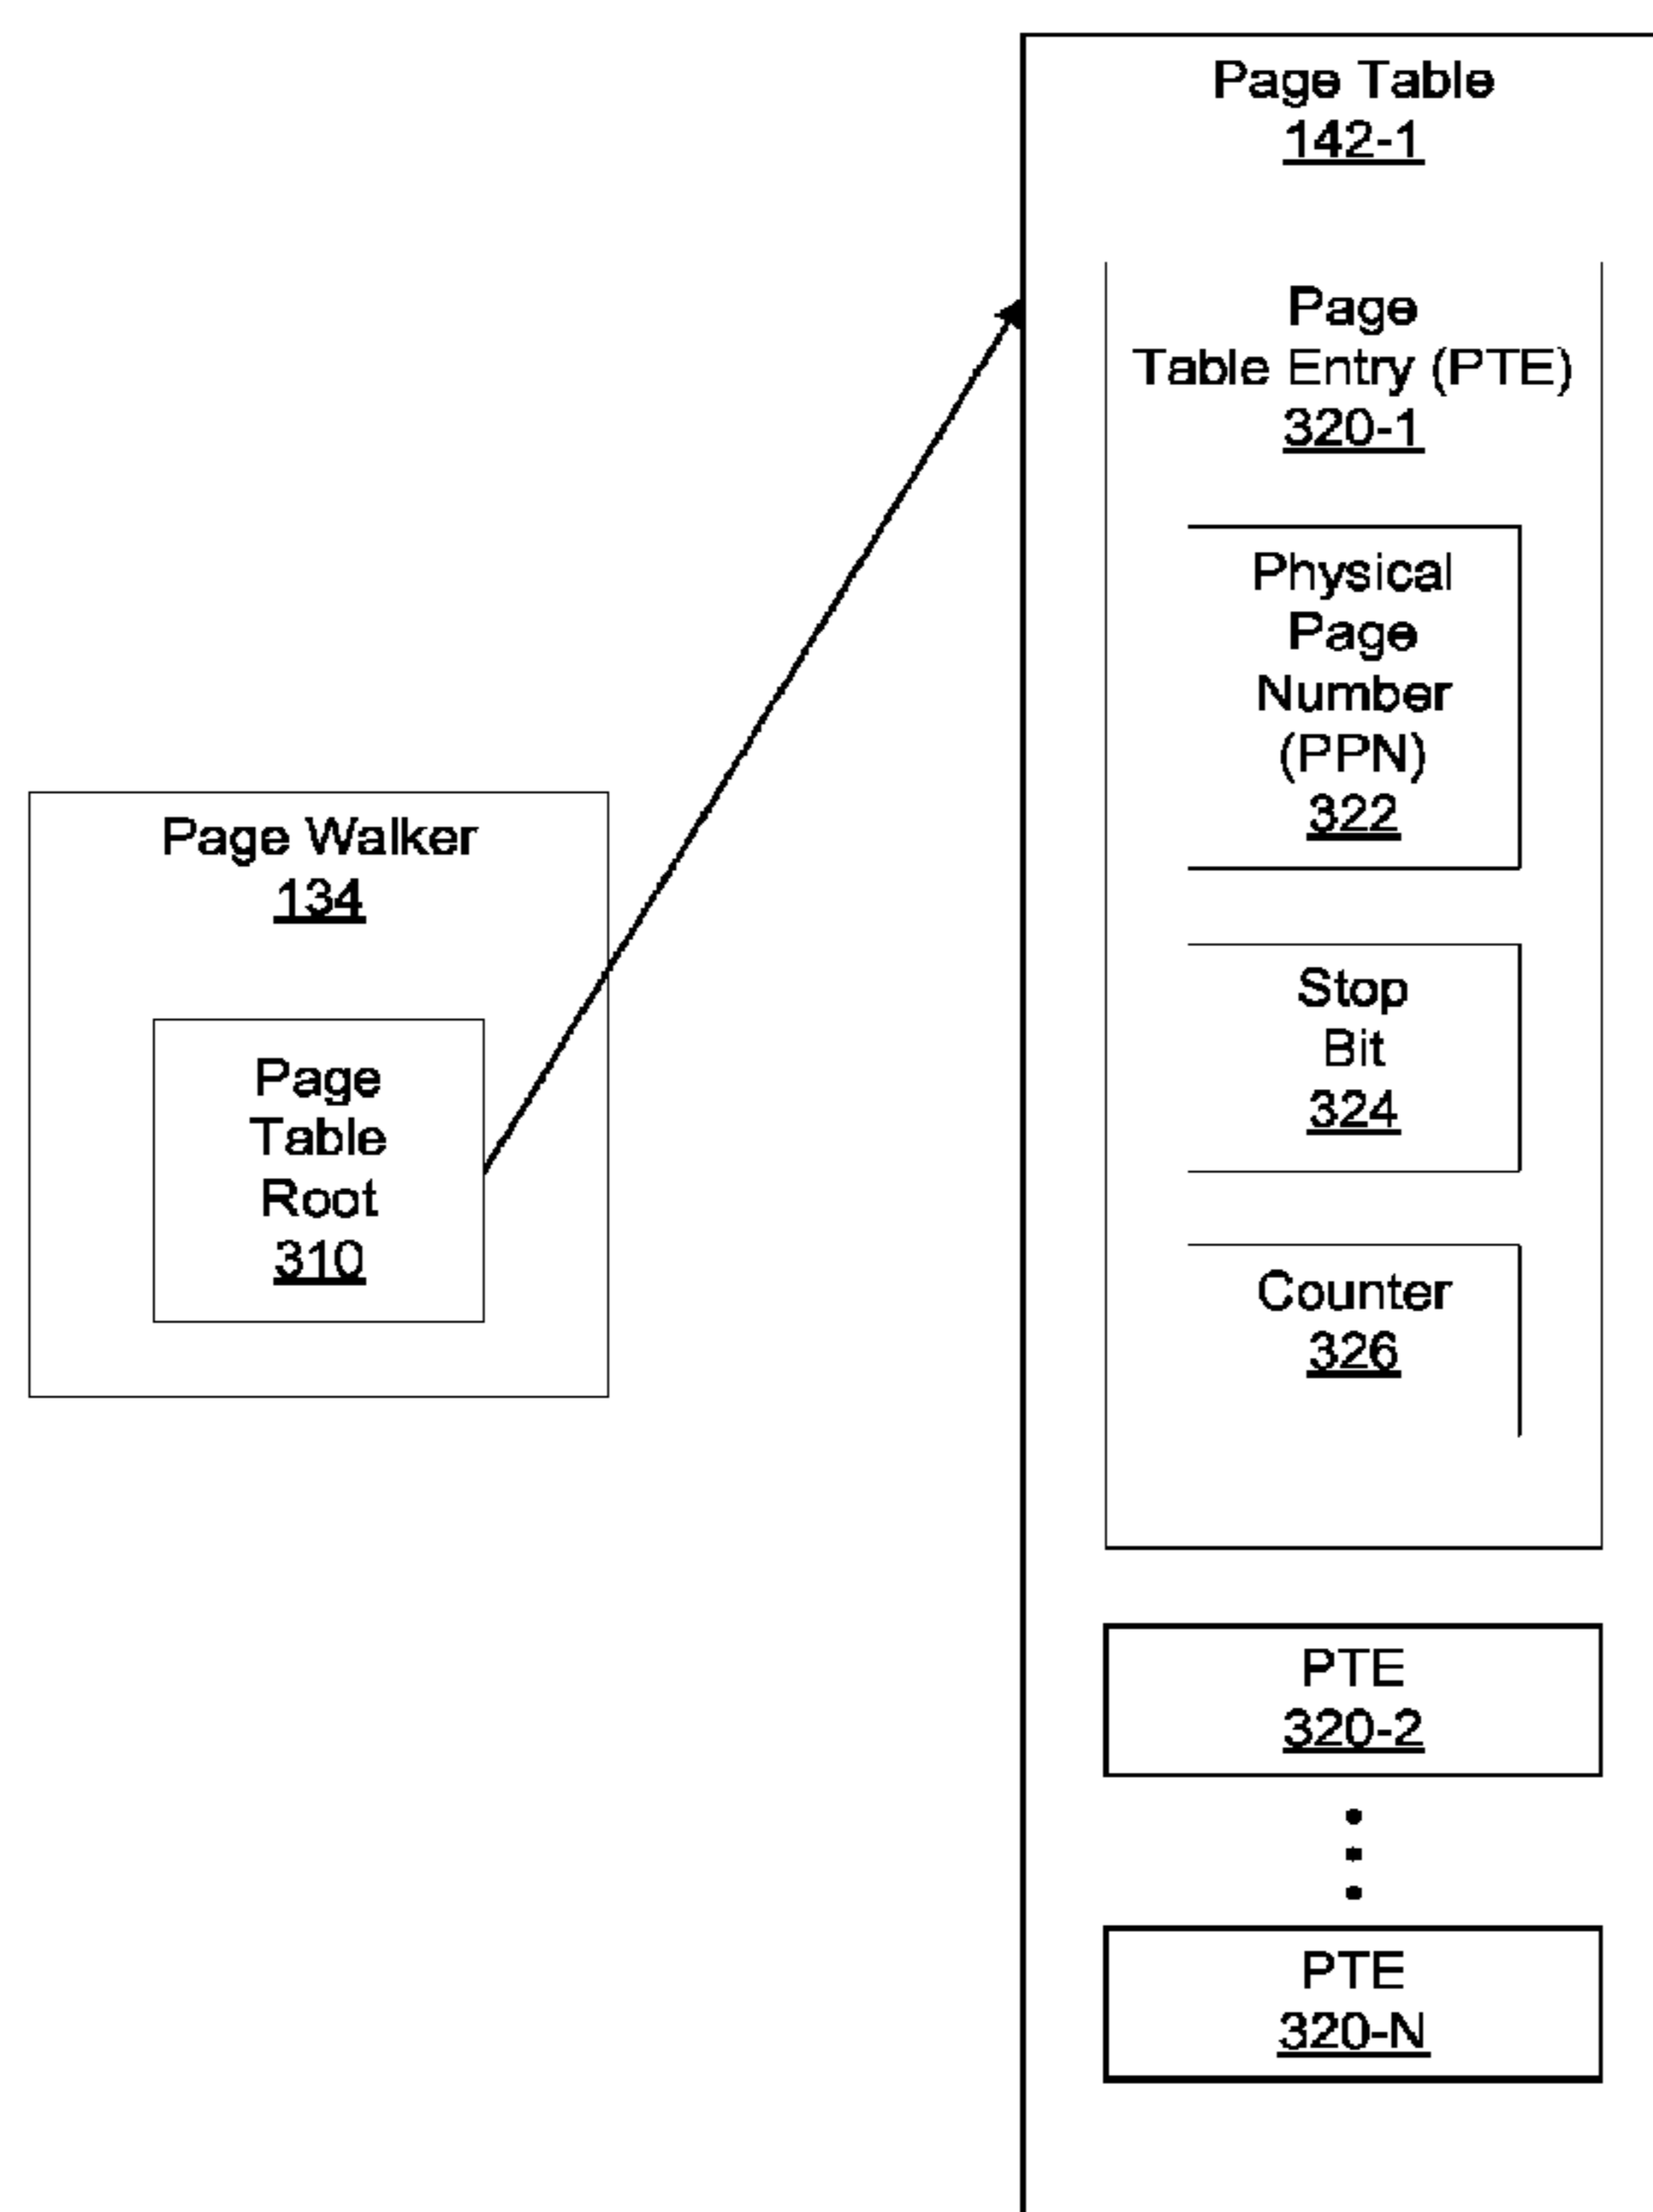 Page Table
142-1
Page
Table Entry (PTE)
320-1
Physical
Page
Number
(PPN)
322
Stop
Bit
324
Counter
326
PTE
320-2
PTE
320-N
Page Walker
134
Page
Table
Root
310